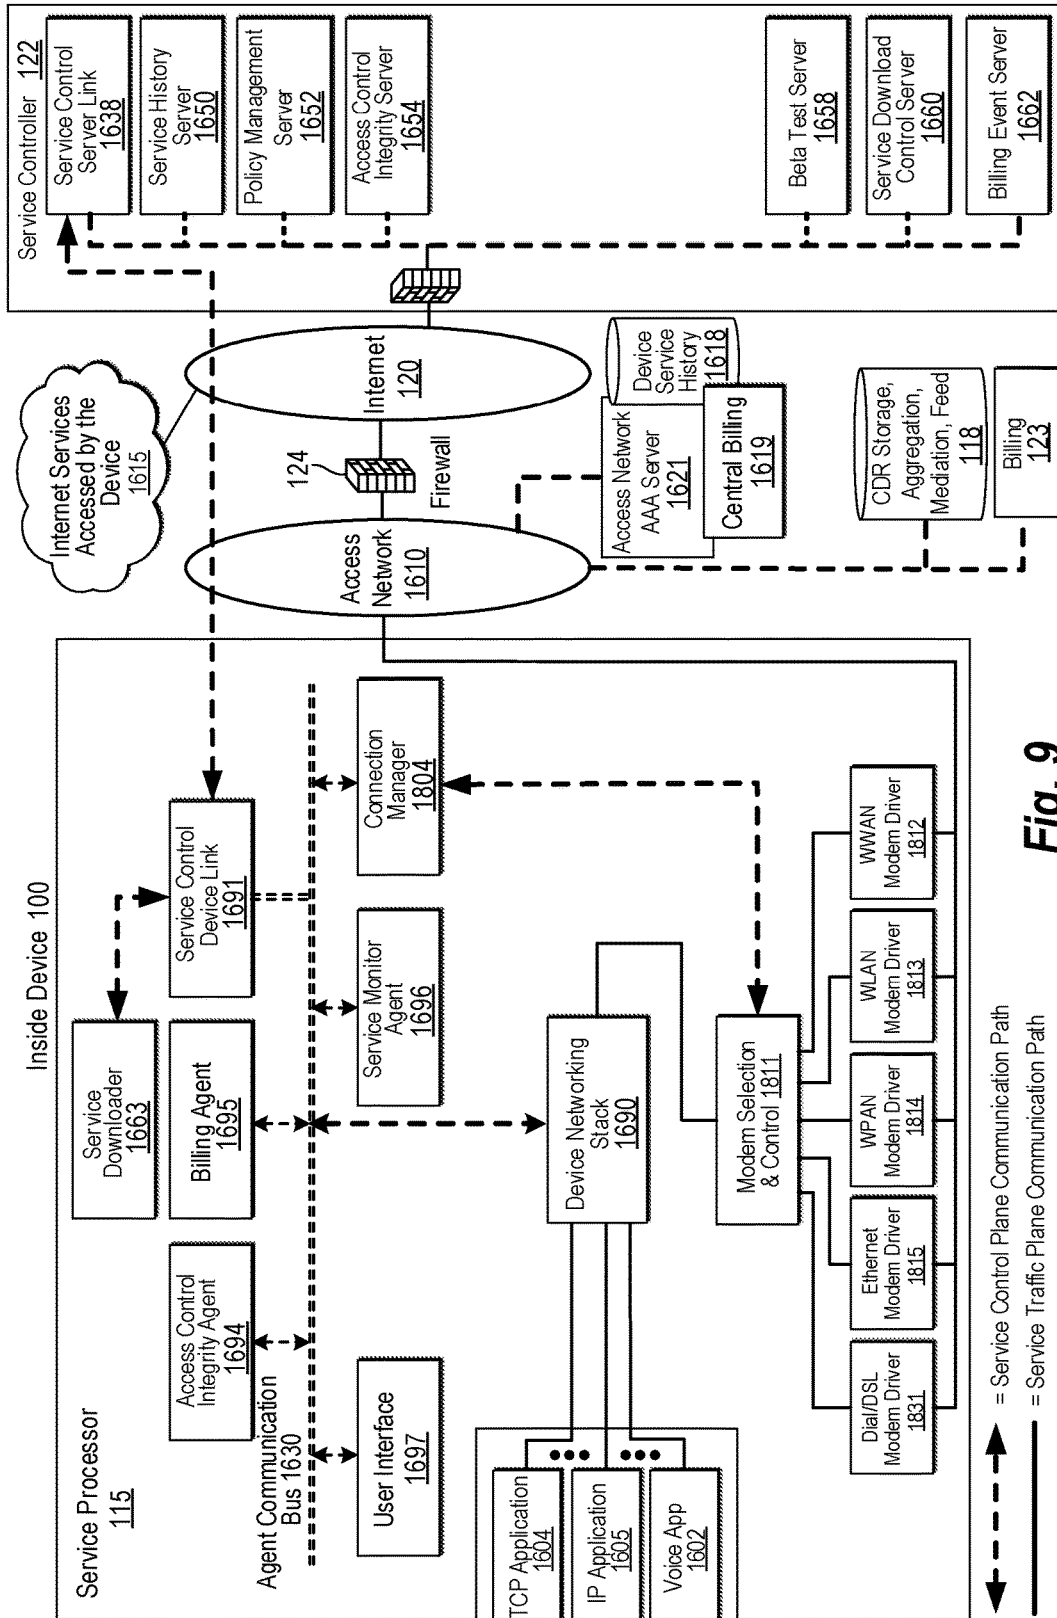 Inside Device 100
Service Processor
115
Service
Downloader
1663
Access Control
Integrity Agent
1694
Billing Agent
1695
Service Control
Device Link
1691
Agent Communication
Bus 1630
User Interface
1697
Service Monitor
Agent
1696
Connection
Manager
1804
TCP Application
1604
IP Application
1605
Voice App
1602
Device Networking
Stack
1690
Modem Selection
& Control 1811
Dial/DSL
Modem Driver
1831
Ethernet
Modem Driver
1815
WPAN
Modem Driver
1814
WLAN
Modem Driver
1813
WWAN
Modem Driver
1812
Internet Services
Accessed by the
Device
1615
Access
Network
1610
124
Firewall
Internet
120
Access Network
AAA Server
1621
Device
Service
History
1618
Central Billing
1619
CDR Storage,
Aggregation,
Mediation, Feed
118
Billing
123
Service Controller 122
Service Control
Server Link
1638
Service History
Server
1650
Policy Management
Server
1652
Access Control
Integrity Server
1654
Beta Test Server
1658
Service Download
Control Server
1660
Billing Event Server
1662
= Service Control Plane Communication Path
= Service Traffic Plane Communication Path
Fig. 9